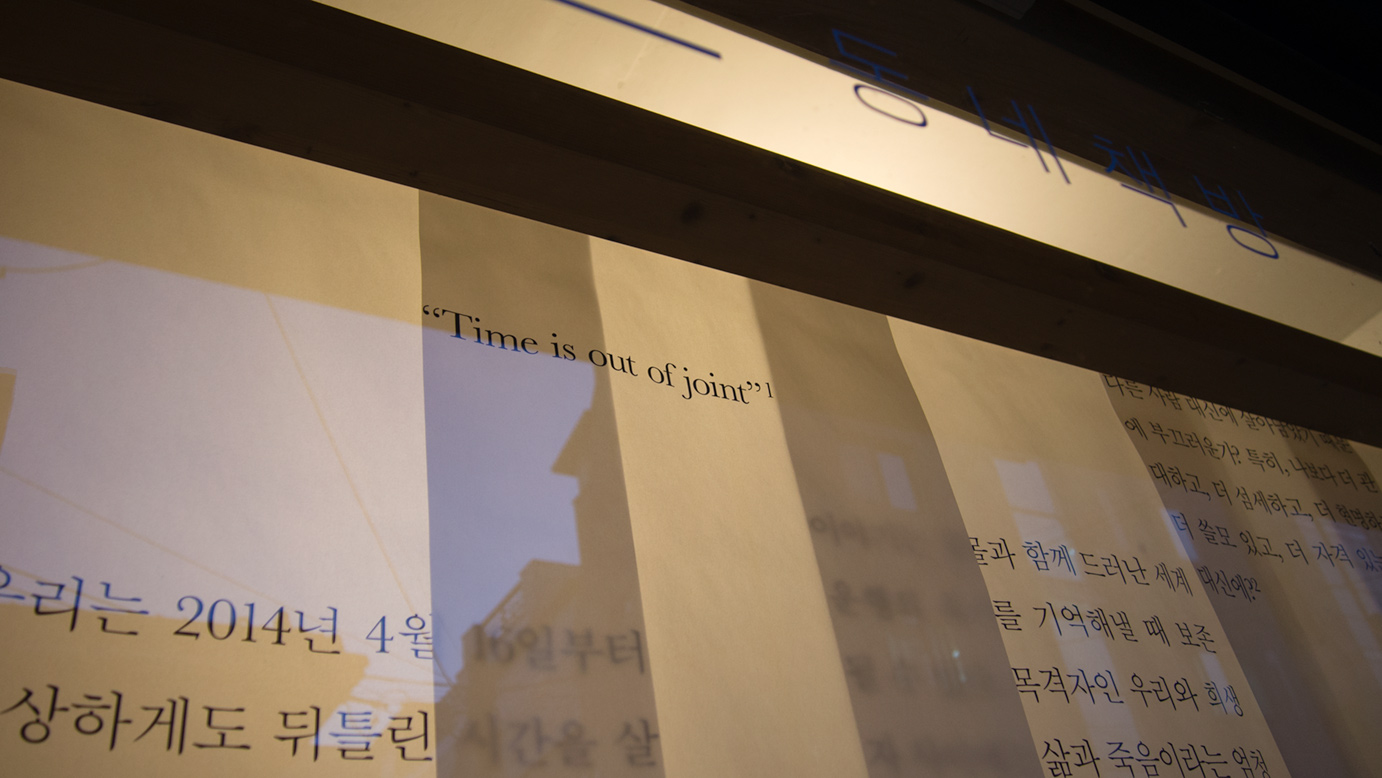 동네책방
“Time is out of joint”1
우리는 2014년 4월 16일부터
상하게도 뒤틀린 시간을 살
몰과 함께 드러난 세계
를 기억해낼 때 보존
목격자인 우리와 희생
삶과 죽음이라는 엄청
다른 사람 대신에 살아남았기 때문
에 부끄러운가? 특히, 나보다 더 관
대하고, 더 섬세하고, 더 현명하
더 쓸모 있고, 더 자격 있는
대신에?2